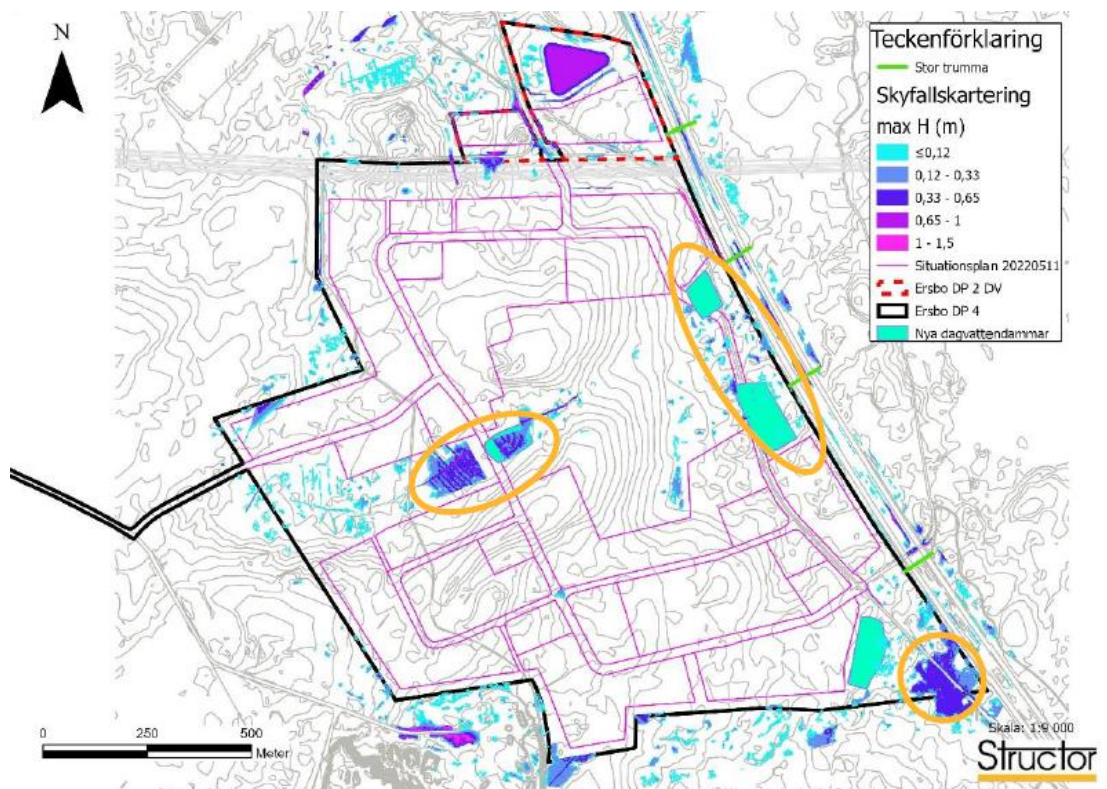 N
Teckenförklaring
Stor trumma
Skyfallskartering
max H (m)
≤0,12
0,12 - 0,33
0,33 - 0,65
0,65 - 1
1 - 1,5
Situationsplan 20220511
Ersbo DP 2 DV
Ersbo DP 4
Nya dagvattendammar
0 250 500
Meter
Skala: 1:9 000
Structor